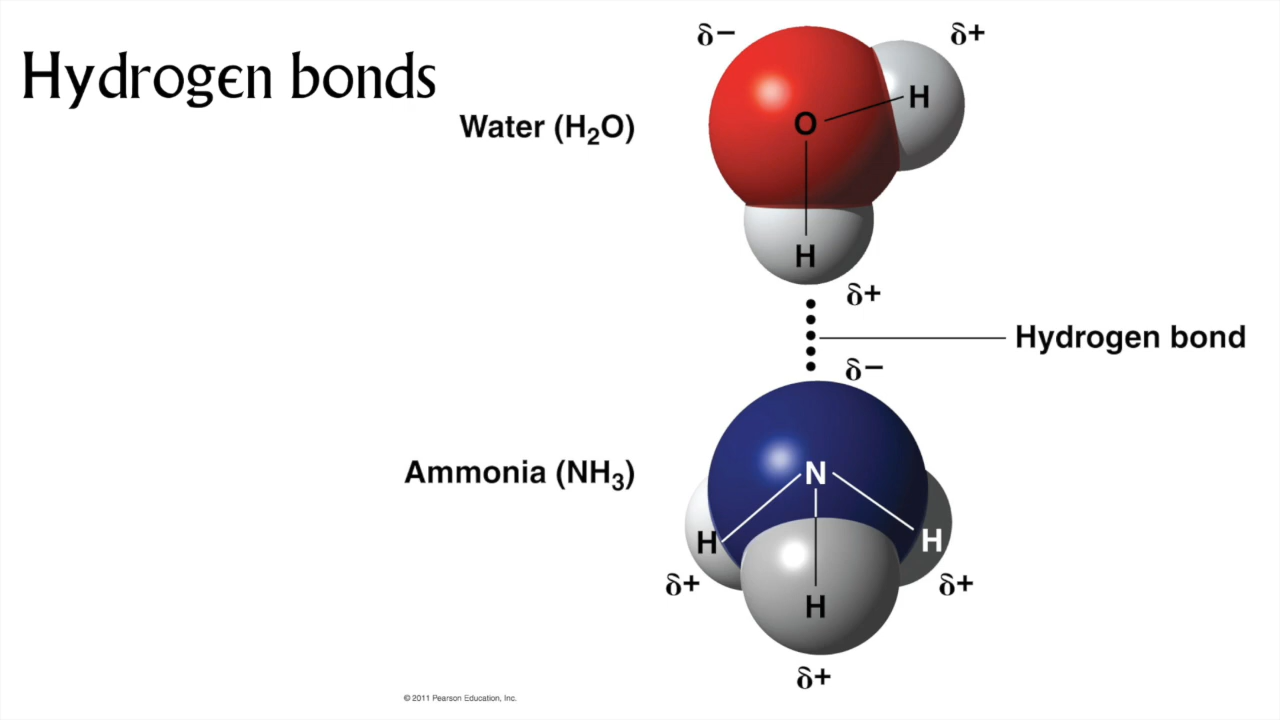 Hydrogen bonds
δ− δ+
Water (H₂O)
O H
H
δ+
Hydrogen bond
δ−
Ammonia (NH₃)
N
H H
δ+ δ+
H
δ+
© 2011 Pearson Education, Inc.